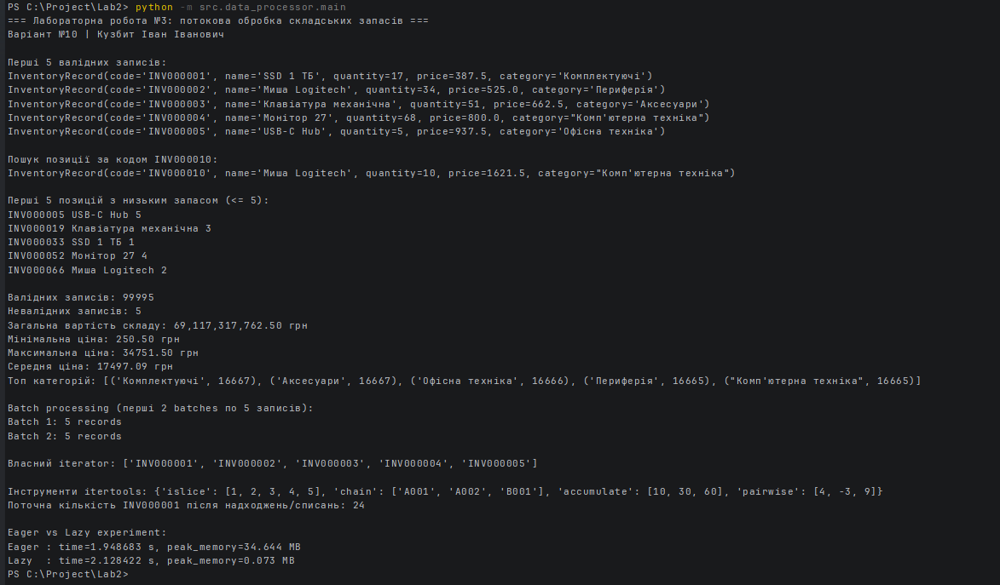 PS C:\Project\Lab2> python -m src.data_processor.main
=== Лабораторна робота №3: потокова обробка складських запасів ===
Варіант №10 | Кузбит Іван Іванович
Перші 5 валідних записів:
InventoryRecord(code='INV000001', name='SSD 1 ТБ', quantity=17, price=387.5, category='Комплектуючі')
InventoryRecord(code='INV000002', name='Миша Logitech', quantity=34, price=525.0, category='Периферія')
InventoryRecord(code='INV000003', name='Клавіатура механічна', quantity=51, price=662.5, category='Аксесуари')
InventoryRecord(code='INV000004', name='Монітор 27', quantity=68, price=800.0, category="Комп'ютерна техніка")
InventoryRecord(code='INV000005', name='USB-C Hub', quantity=5, price=937.5, category='Офісна техніка')
Пошук позиції за кодом INV000010:
InventoryRecord(code='INV000010', name='Миша Logitech', quantity=10, price=1621.5, category="Комп'ютерна техніка")
Перші 5 позицій з низьким запасом (<= 5):
INV000005 USB-C Hub 5
INV000019 Клавіатура механічна 3
INV000033 SSD 1 ТБ 1
INV000052 Монітор 27 4
INV000066 Миша Logitech 2
Валідних записів: 99995
Невалідних записів: 5
Загальна вартість складу: 69,117,317,762.50 грн
Мінімальна ціна: 250.50 грн
Максимальна ціна: 34751.50 грн
Середня ціна: 17497.09 грн
Топ категорій: [('Комплектуючі', 16667), ('Аксесуари', 16667), ('Офісна техніка', 16666), ('Периферія', 16665), ("Комп'ютерна техніка", 16665)]
Batch processing (перші 2 batches по 5 записів):
Batch 1: 5 records
Batch 2: 5 records
Власний iterator: ['INV000001', 'INV000002', 'INV000003', 'INV000004', 'INV000005']
Інструменти itertools: {'islice': [1, 2, 3, 4, 5], 'chain': ['A001', 'A002', 'B001'], 'accumulate': [10, 30, 60], 'pairwise': [4, -3, 9]}
Поточна кількість INV000001 після надходжень/списань: 24
Eager vs Lazy experiment:
Eager : time=1.948683 s, peak_memory=34.644 MB
Lazy  : time=2.128422 s, peak_memory=0.073 MB
PS C:\Project\Lab2>